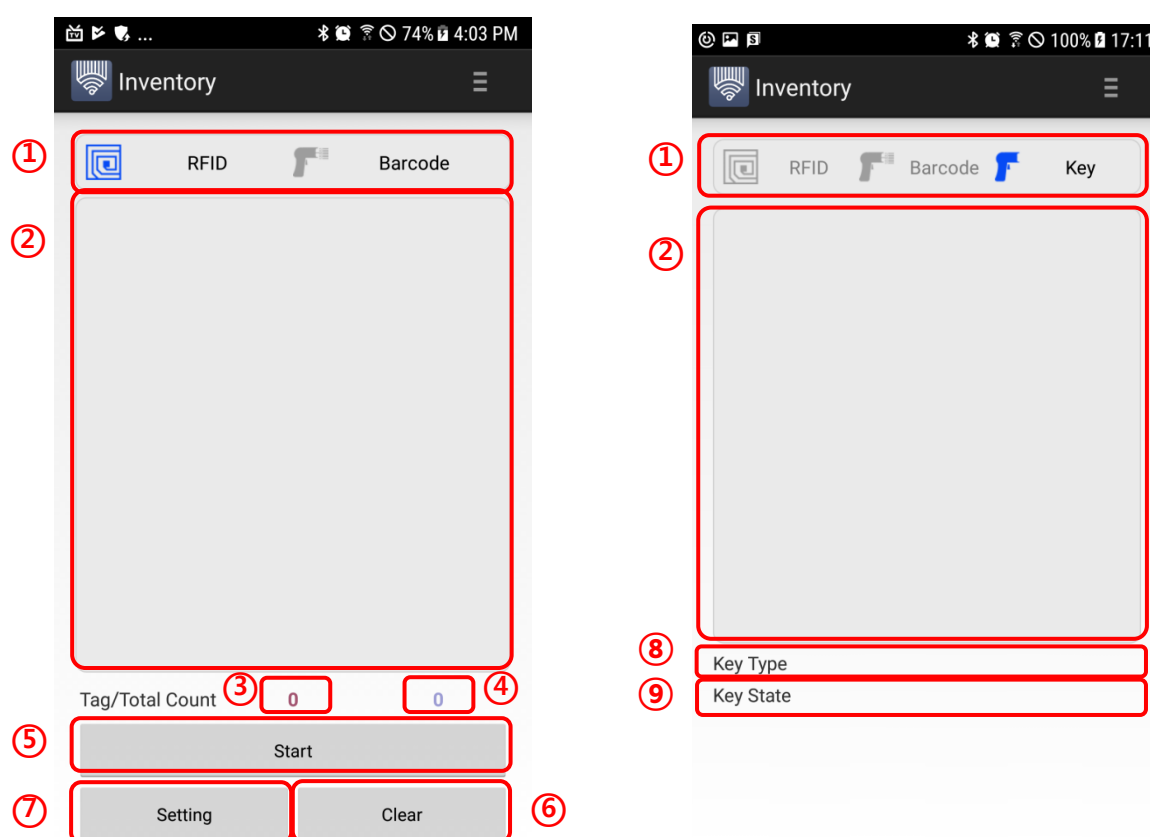 ... 74% 4:03 PM
Inventory
① RFID Barcode
②
Tag/Total Count ③ 0 0 ④
⑤ Start
⑦ Setting Clear ⑥
100% 17:11
Inventory
① RFID Barcode Key
②
⑧ Key Type
⑨ Key State